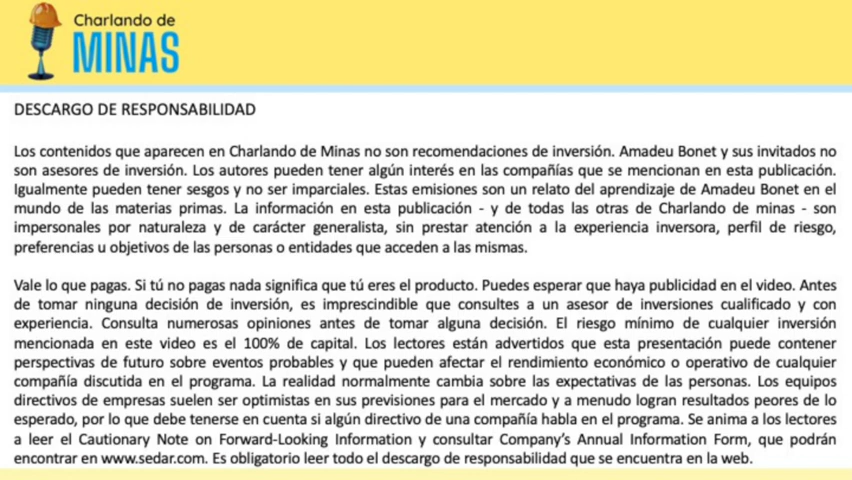 Charlando de
MINAS
DESCARGO DE RESPONSABILIDAD
Los contenidos que aparecen en Charlando de Minas no son recomendaciones de inversión. Amadeu Bonet y sus invitados no
son asesores de inversión. Los autores pueden tener algún interés en las compañías que se mencionan en esta publicación.
Igualmente pueden tener sesgos y no ser imparciales. Estas emisiones son un relato del aprendizaje de Amadeu Bonet en el
mundo de las materias primas. La información en esta publicación - y de todas las otras de Charlando de minas - son
impersonales por naturaleza y de carácter generalista, sin prestar atención a la experiencia inversora, perfil de riesgo,
preferencias u objetivos de las personas o entidades que acceden a las mismas.
Vale lo que pagas. Si tú no pagas nada significa que tú eres el producto. Puedes esperar que haya publicidad en el video. Antes
de tomar ninguna decisión de inversión, es imprescindible que consultes a un asesor de inversiones cualificado y con
experiencia. Consulta numerosas opiniones antes de tomar alguna decisión. El riesgo mínimo de cualquier inversión
mencionada en este video es el 100% de capital. Los lectores están advertidos que esta presentación puede contener
perspectivas de futuro sobre eventos probables y que pueden afectar el rendimiento económico o operativo de cualquier
compañía discutida en el programa. La realidad normalmente cambia sobre las expectativas de las personas. Los equipos
directivos de empresas suelen ser optimistas en sus previsiones para el mercado y a menudo logran resultados peores de lo
esperado, por lo que debe tenerse en cuenta si algún directivo de una compañía habla en el programa. Se anima a los lectores
a leer el Cautionary Note on Forward-Looking Information y consultar Company's Annual Information Form, que podrán
encontrar en www.sedar.com. Es obligatorio leer todo el descargo de responsabilidad que se encuentra en la web.